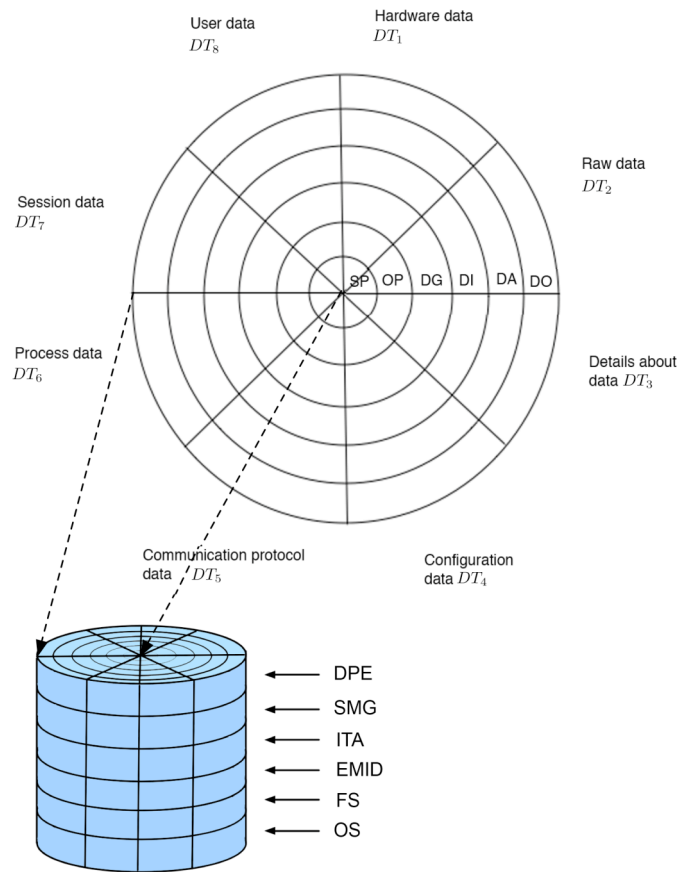 User data
DT₈
Hardware data
DT₁
Raw data
DT₂
Session data
DT₇
SP OP DG DI DA DO
Process data
DT₆
Details about
data DT₃
Communication protocol
data DT₅
Configuration
data DT₄
DPE
SMG
ITA
EMID
FS
OS